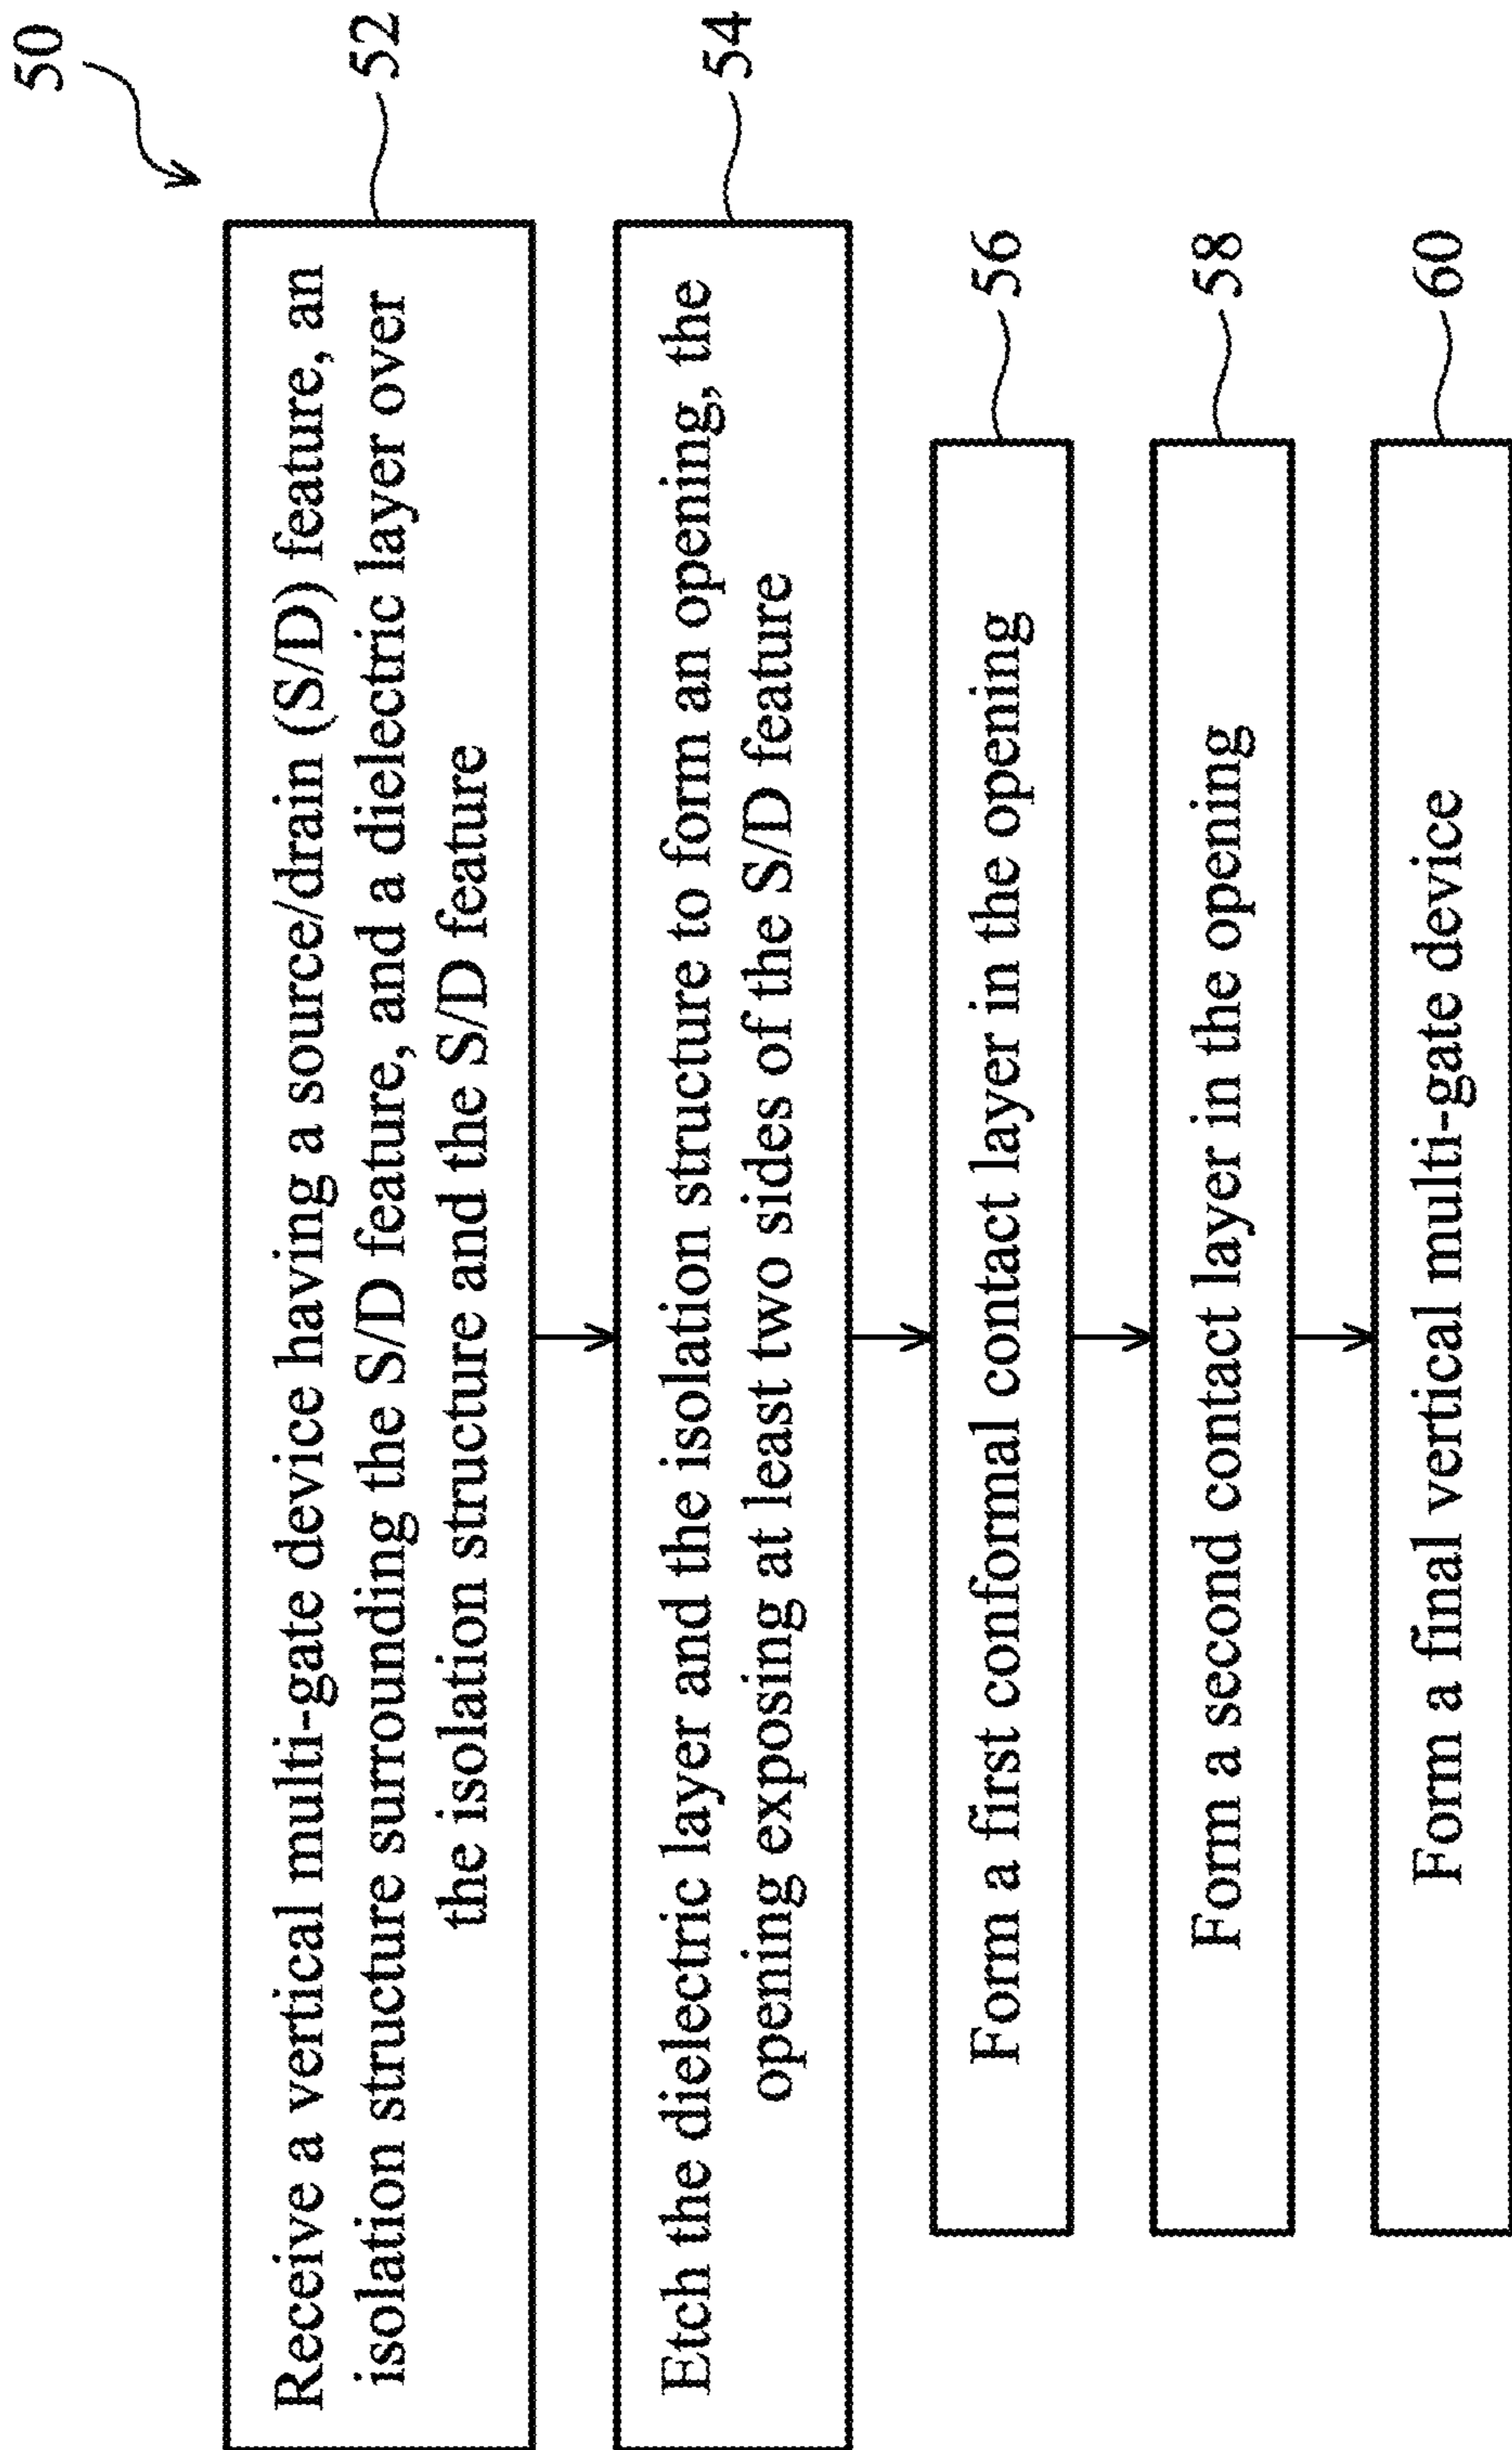 50
Receive a vertical multi-gate device having a source/drain (S/D) feature, an
isolation structure surrounding the S/D feature, and a dielectric layer over
the isolation structure and the S/D feature
52
Etch the dielectric layer and the isolation structure to form an opening, the
opening exposing at least two sides of the S/D feature
54
Form a first conformal contact layer in the opening
56
Form a second contact layer in the opening
58
Form a final vertical multi-gate device
60